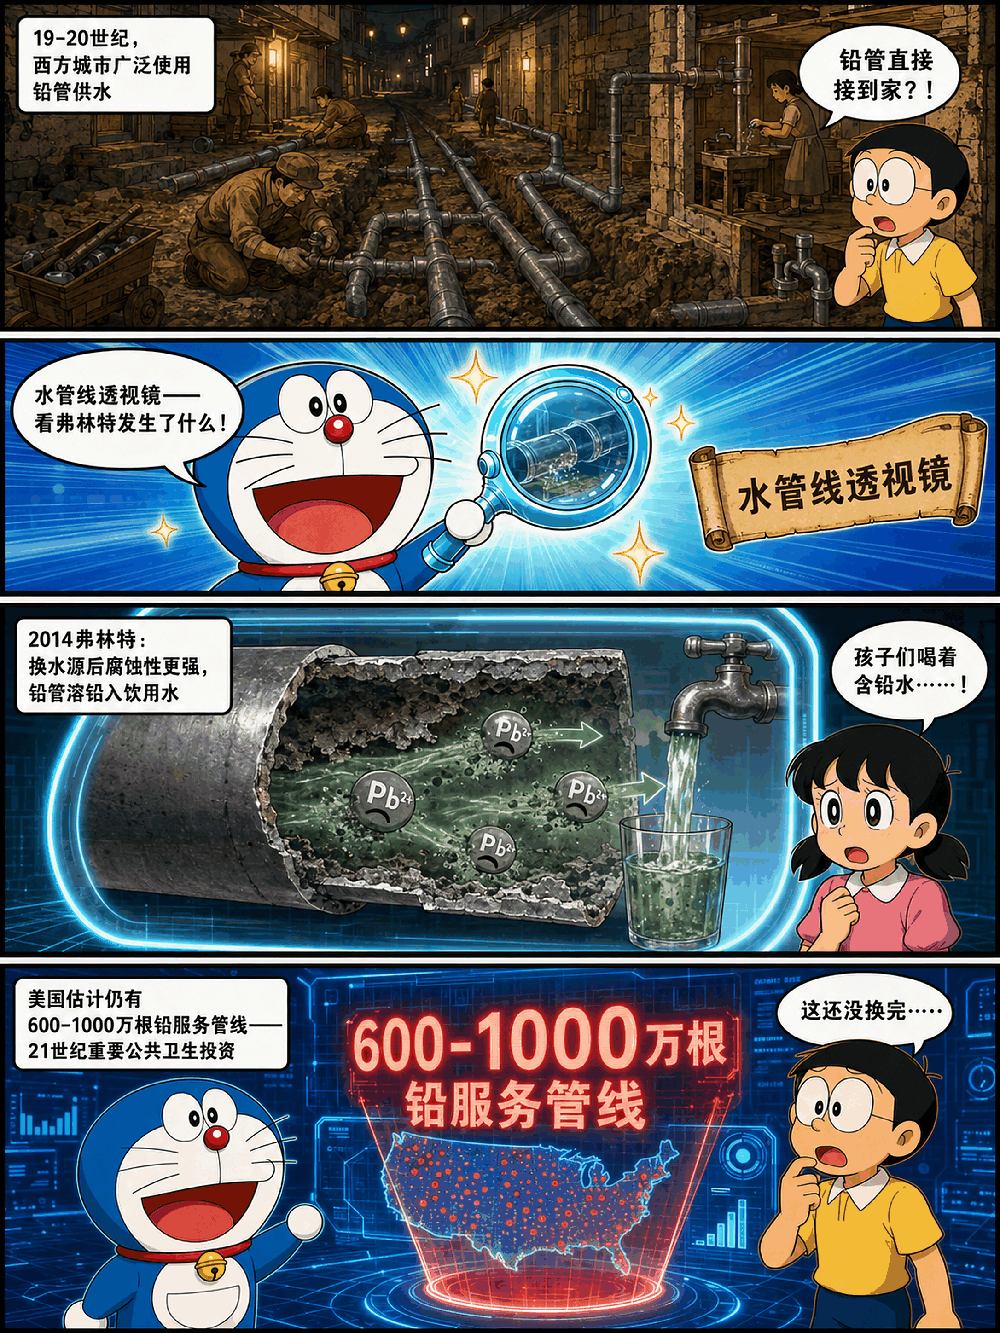 19-20世纪，
西方城市广泛使用
铅管供水
铅管直接
接到家？！
水管线透视镜——
看弗林特发生了什么！
水管线透视镜
2014弗林特：
换水源后腐蚀性更强，
铅管溶铅入饮用水
Pb²⁺
Pb²⁺
Pb²⁺
Pb²⁺
孩子们喝着
含铅水……！
美国估计仍有
600-1000万根铅服务管线——
21世纪重要公共卫生投资
600-1000万根
铅服务管线
这还没换完……